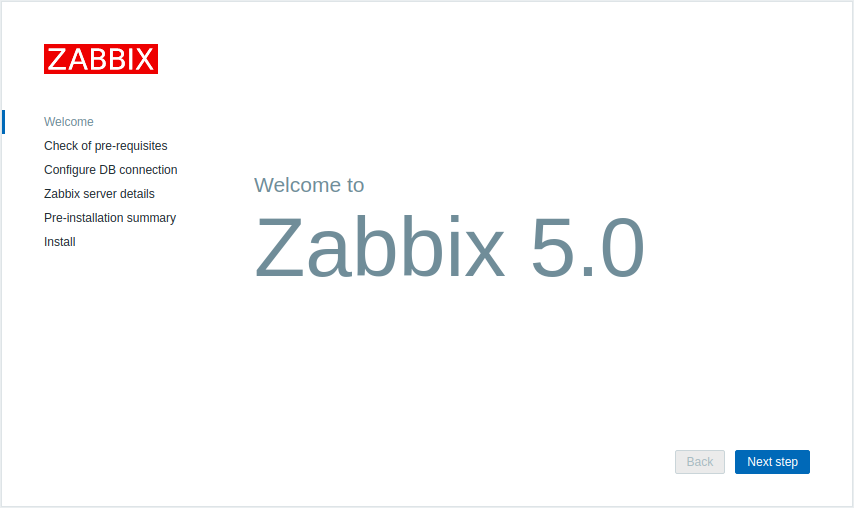 ZABBIX
Welcome
Check of pre-requisites
Configure DB connection
Zabbix server details
Pre-installation summary
Install
Welcome to
Zabbix 5.0
Back
Next step